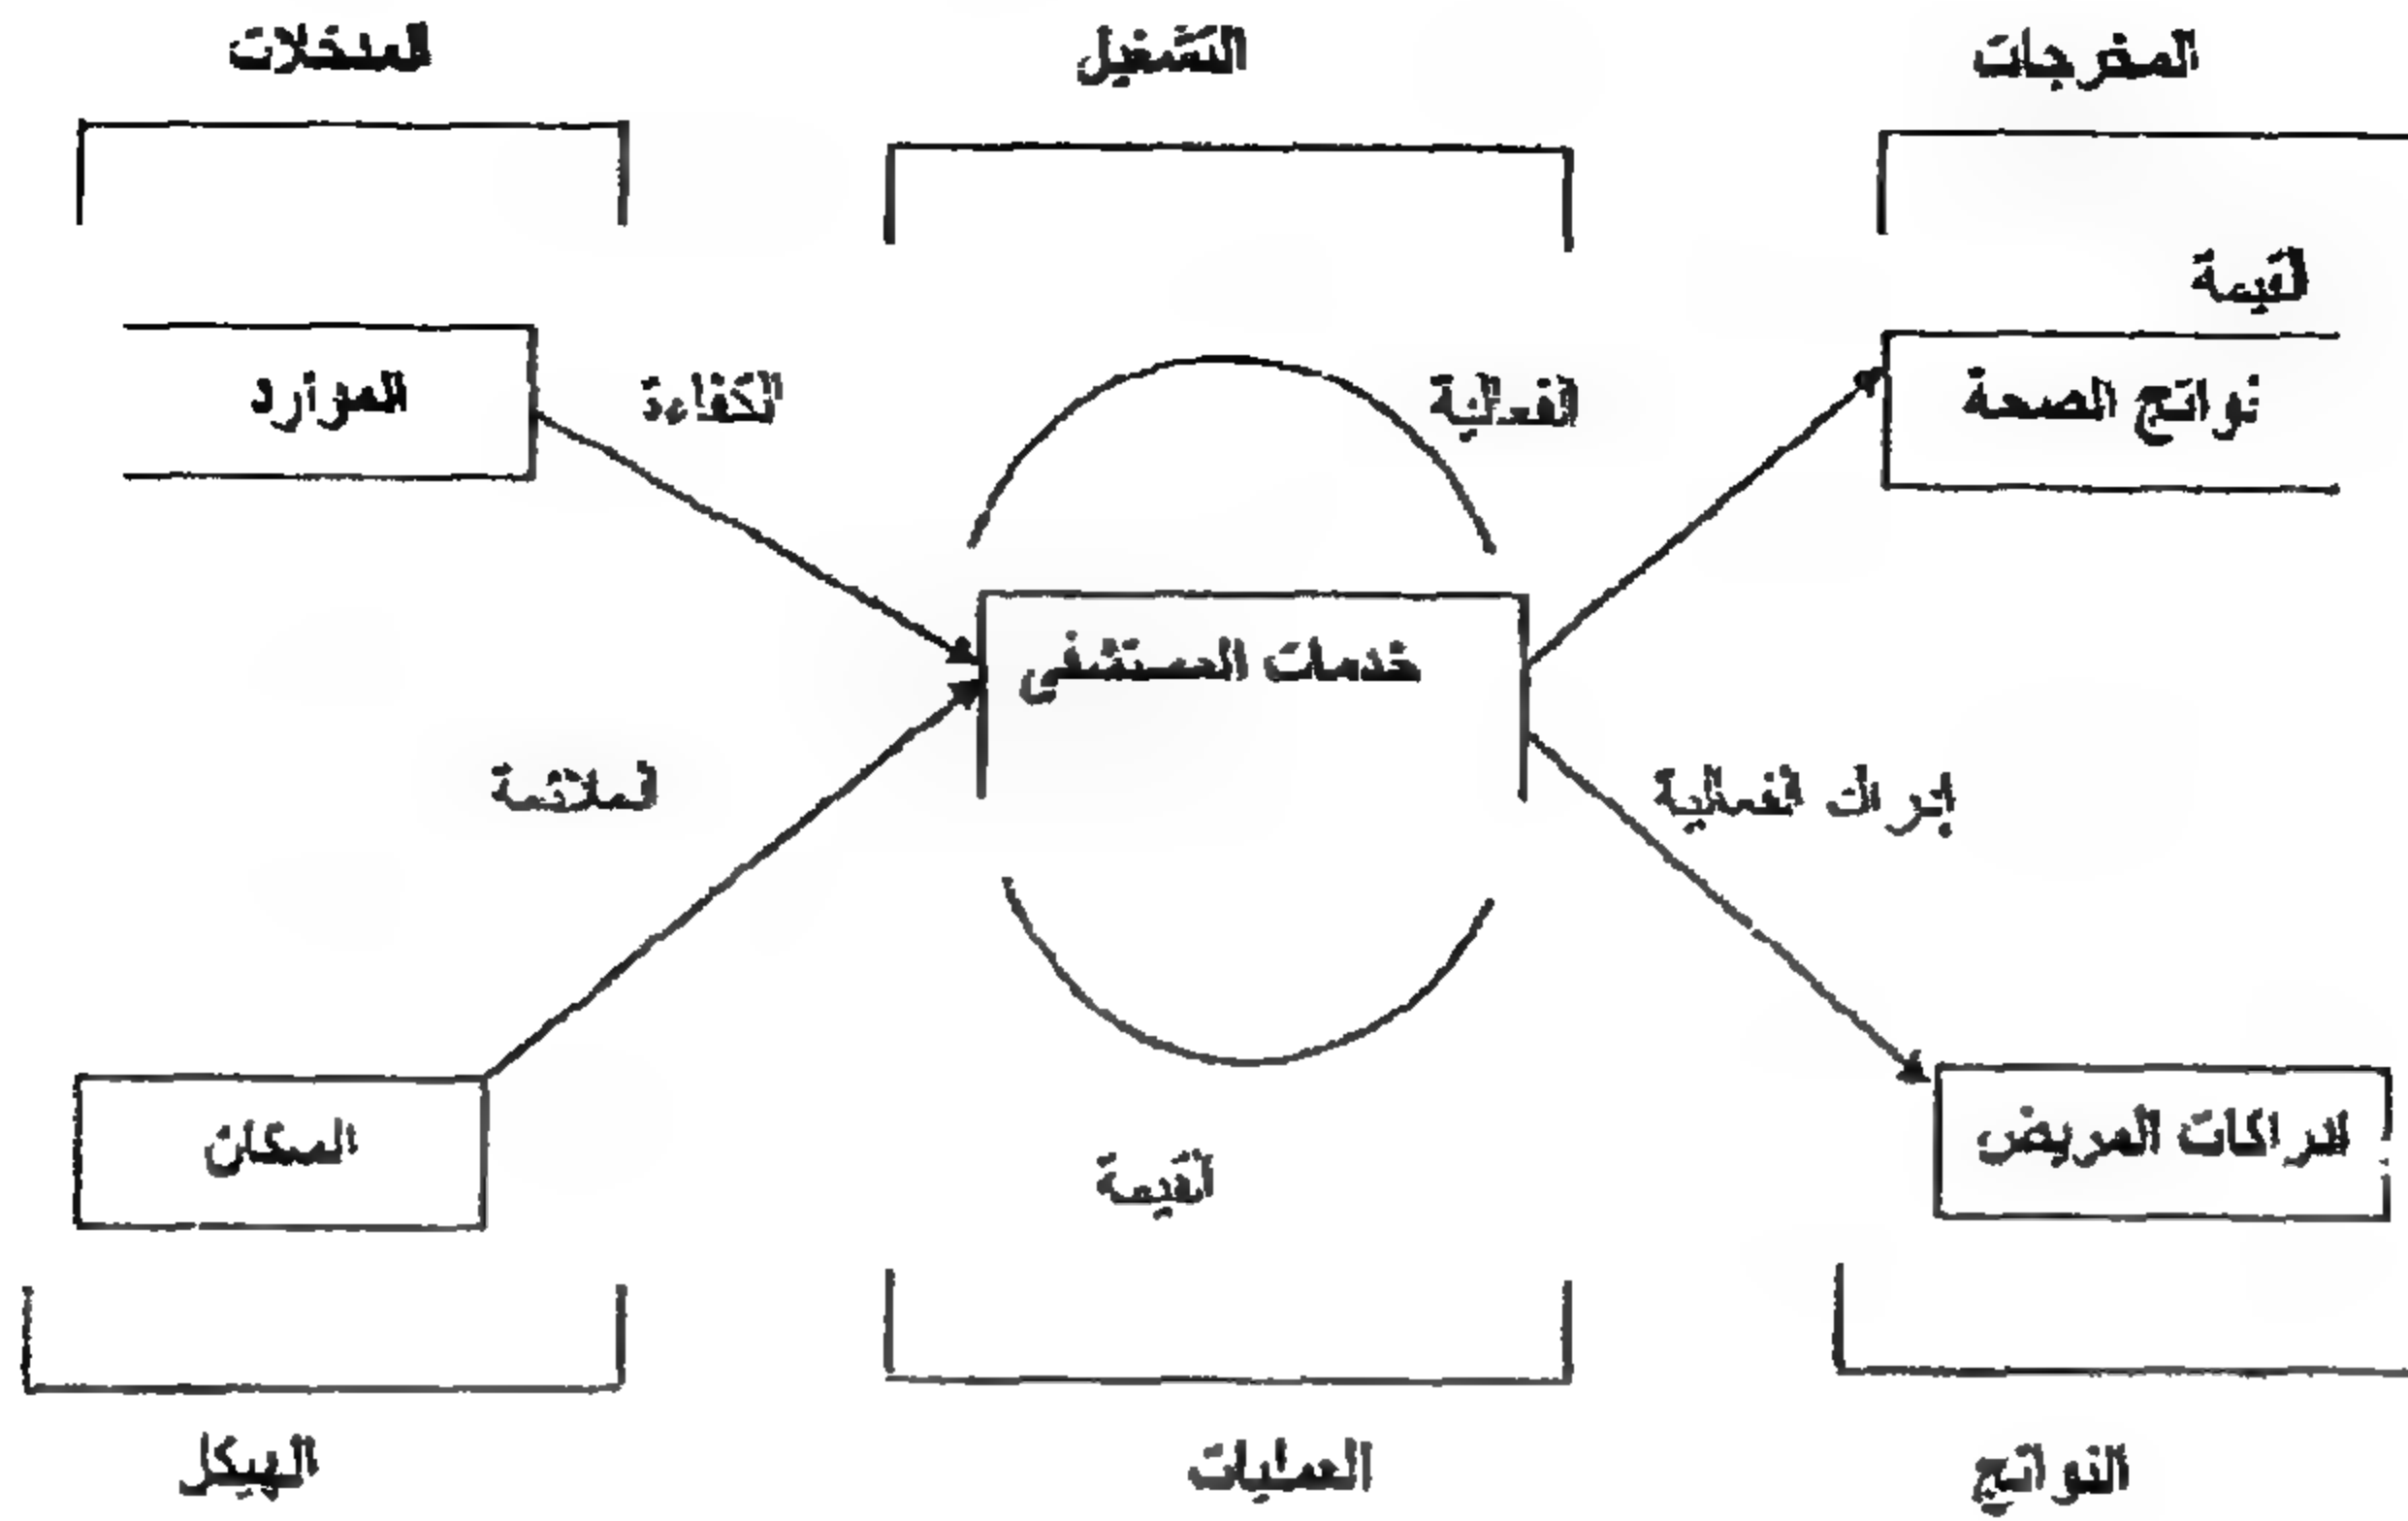 المدخلات
التشغيل
المخرجات
القيمة
الموارد
الكفاءة
الفعالية
نواتج الصحة
خدمات المستشفى
الملائمة
إدراك الفعالية
السكان
القيمة
إدراكات المريض
الهيكل
العمليات
النواتج